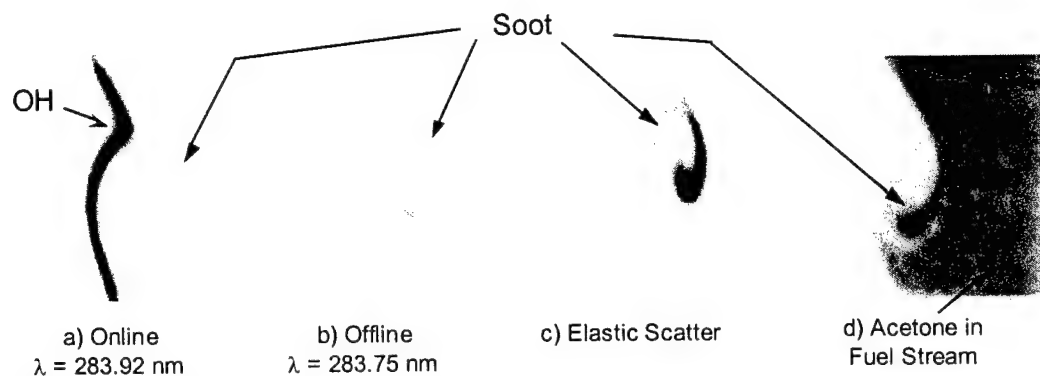 Soot
OH
a) Online
λ = 283.92 nm
b) Offline
λ = 283.75 nm
c) Elastic Scatter
d) Acetone in
Fuel Stream